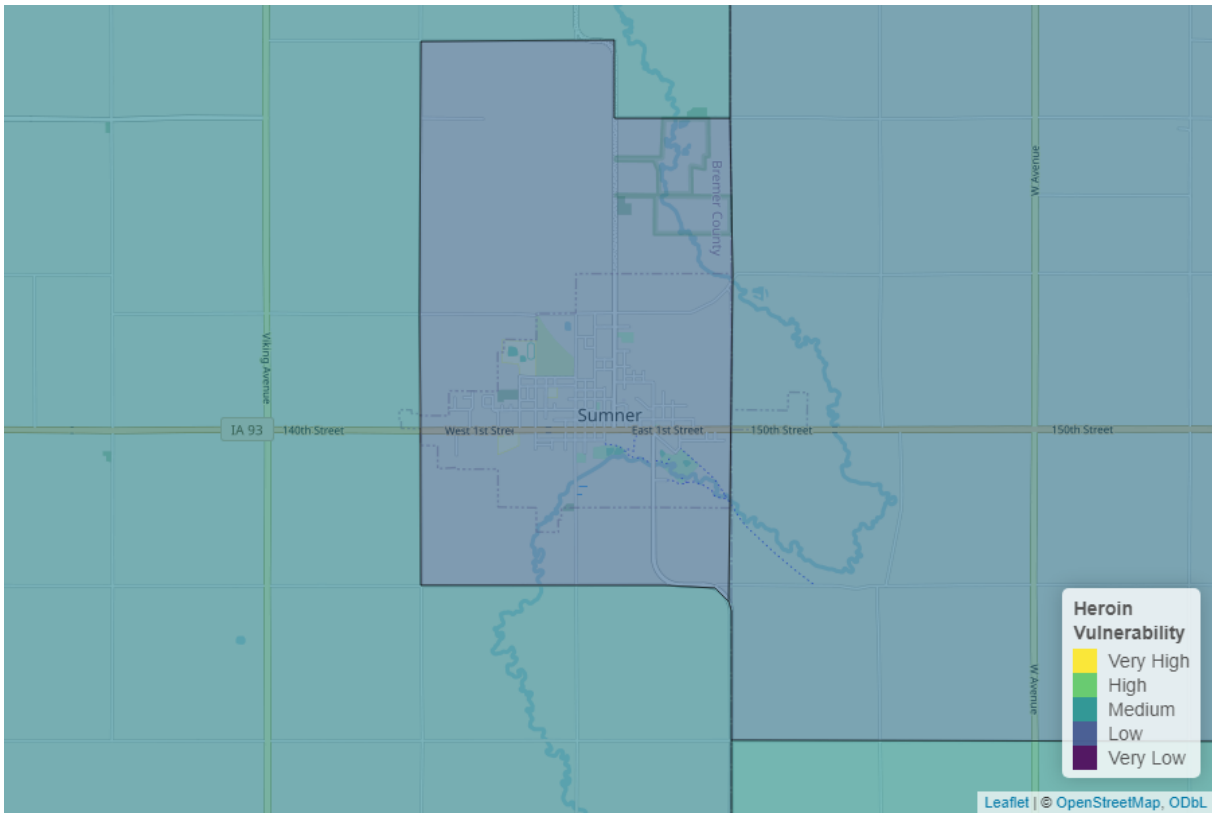 W Avenue
Bremer County
Viking Avenue
Sumner
IA 93
140th Street
West 1st Stre
East 1st Street
150th Street
150th Street
W Avenue
Heroin
Vulnerability
Very High
High
Medium
Low
Very Low
Leaflet | © OpenStreetMap, ODbL